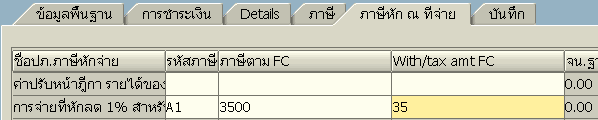 ข้อมูลพื้นฐาน การชำระเงิน Details ภาษี ภาษีหัก ณ ที่จ่าย บันทึก
ชื่อปภ.ภาษีหักจ่าย รหัสภาษี ภาษีตาม FC With/tax amt FC จน.ฐา
ค่าปรับหน้าฎีกา รายได้ของ 0.00
การจ่ายที่หักลด 1% สำหรับ A1 3500 35 0.00